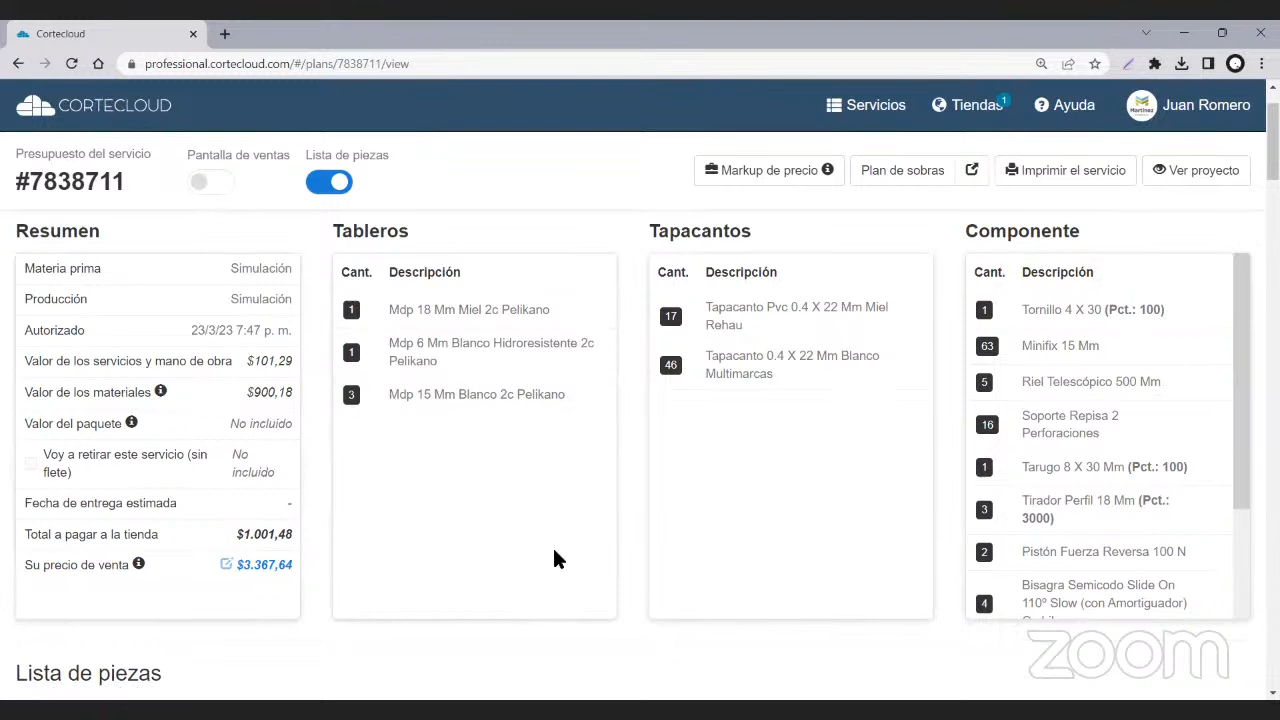 Cortecloud
professional.cortecloud.com/#/plans/7838711/view
CORTECLOUD
Servicios
Tiendas
1
Ayuda
Martínez
Juan Romero
Presupuesto del servicio
#7838711
Pantalla de ventas
Lista de piezas
Markup de precio
Plan de sobras
Imprimir el servicio
Ver proyecto
Resumen
Materia prima Simulación
Producción Simulación
Autorizado 23/3/23 7:47 p. m.
Valor de los servicios y mano de obra $101,29
Valor de los materiales $900,18
Valor del paquete No incluido
Voy a retirar este servicio (sin No
flete) incluido
Fecha de entrega estimada -
Total a pagar a la tienda $1.001,48
Su precio de venta $3.367,64
Tableros
Cant. Descripción
1 Mdp 18 Mm Miel 2c Pelikano
1 Mdp 6 Mm Blanco Hidroresistente 2c
Pelikano
3 Mdp 15 Mm Blanco 2c Pelikano
Tapacantos
Cant. Descripción
17 Tapacanto Pvc 0.4 X 22 Mm Miel
Rehau
46 Tapacanto 0.4 X 22 Mm Blanco
Multimarcas
Componente
Cant. Descripción
1 Tornillo 4 X 30 (Pct.: 100)
63 Minifix 15 Mm
5 Riel Telescópico 500 Mm
16 Soporte Repisa 2
Perforaciones
1 Tarugo 8 X 30 Mm (Pct.: 100)
3 Tirador Perfil 18 Mm (Pct.:
3000)
2 Pistón Fuerza Reversa 100 N
4 Bisagra Semicodo Slide On
110º Slow (con Amortiguador)
Lista de piezas
zoom